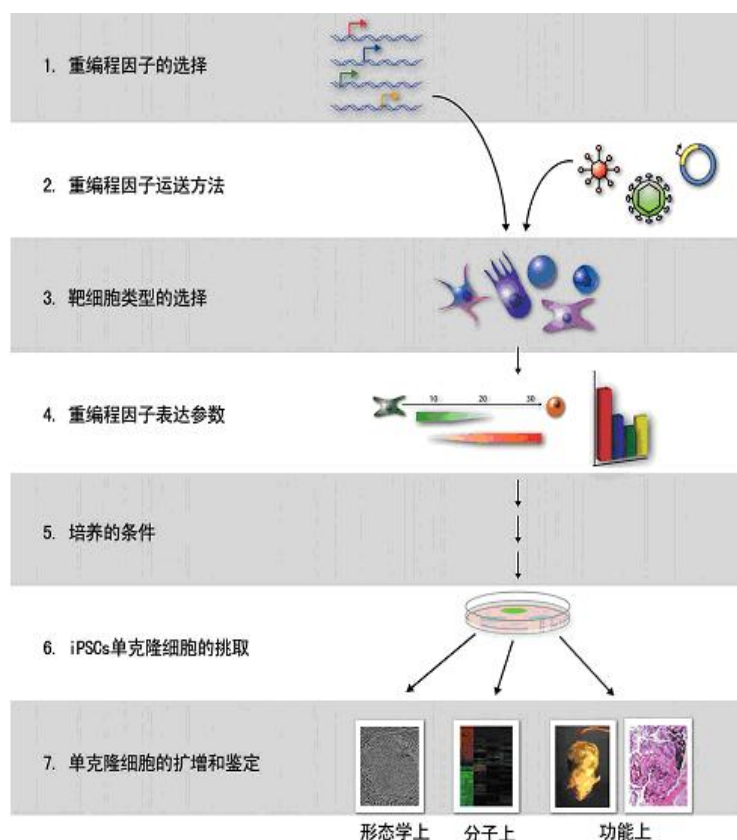 1. 重编程因子的选择
2. 重编程因子运送方法
3. 靶细胞类型的选择
4. 重编程因子表达参数
10 20 30
5. 培养的条件
6. iPSCs单克隆细胞的挑取
7. 单克隆细胞的扩增和鉴定
形态学上 分子上 功能上